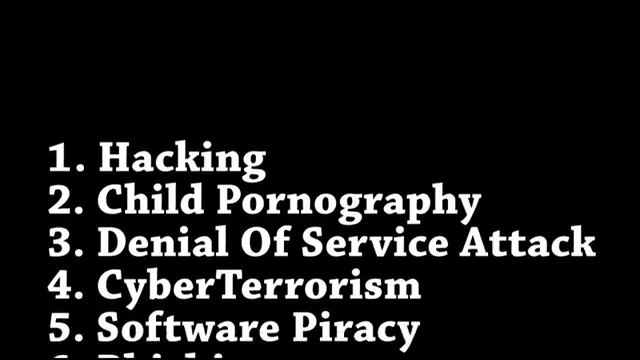 1. Hacking
2. Child Pornography
3. Denial Of Service Attack
4. CyberTerrorism
5. Software Piracy